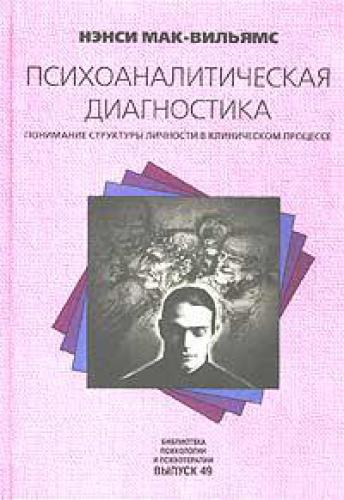 НЭНСИ МАК-ВИЛЬЯМС
ПСИХОАНАЛИТИЧЕСКАЯ
ДИАГНОСТИКА
ПОНИМАНИЕ СТРУКТУРЫ ЛИЧНОСТИ В КЛИНИЧЕСКОМ ПРОЦЕССЕ
БИБЛИОТЕКА
ПСИХОЛОГИИ
И ПСИХОТЕРАПИИ
ВЫПУСК 49